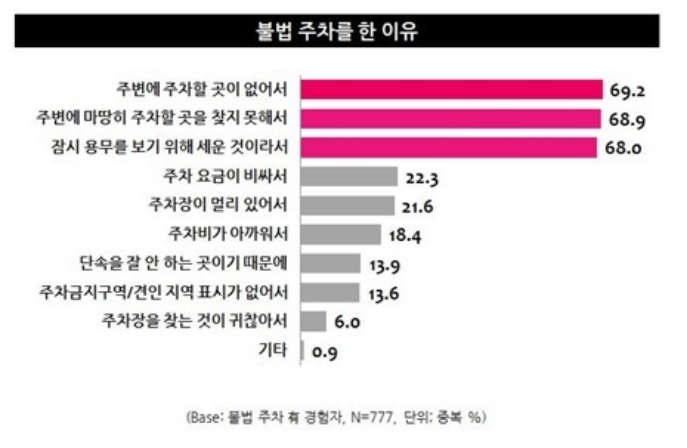 불법 주차를 한 이유
주변에 주차할 곳이 없어서 69.2
주변에 마땅히 주차할 곳을 찾지 못해서 68.9
잠시 용무를 보기 위해 세운 것이라서 68.0
주차 요금이 비싸서 22.3
주차장이 멀리 있어서 21.6
주차비가 아까워서 18.4
단속을 잘 안 하는 곳이기 때문에 13.9
주차금지구역/견인 지역 표시가 없어서 13.6
주차장을 찾는 것이 귀찮아서 6.0
기타 0.9
(Base: 불법 주차 有 경험자, N=777, 단위: 중복 %)